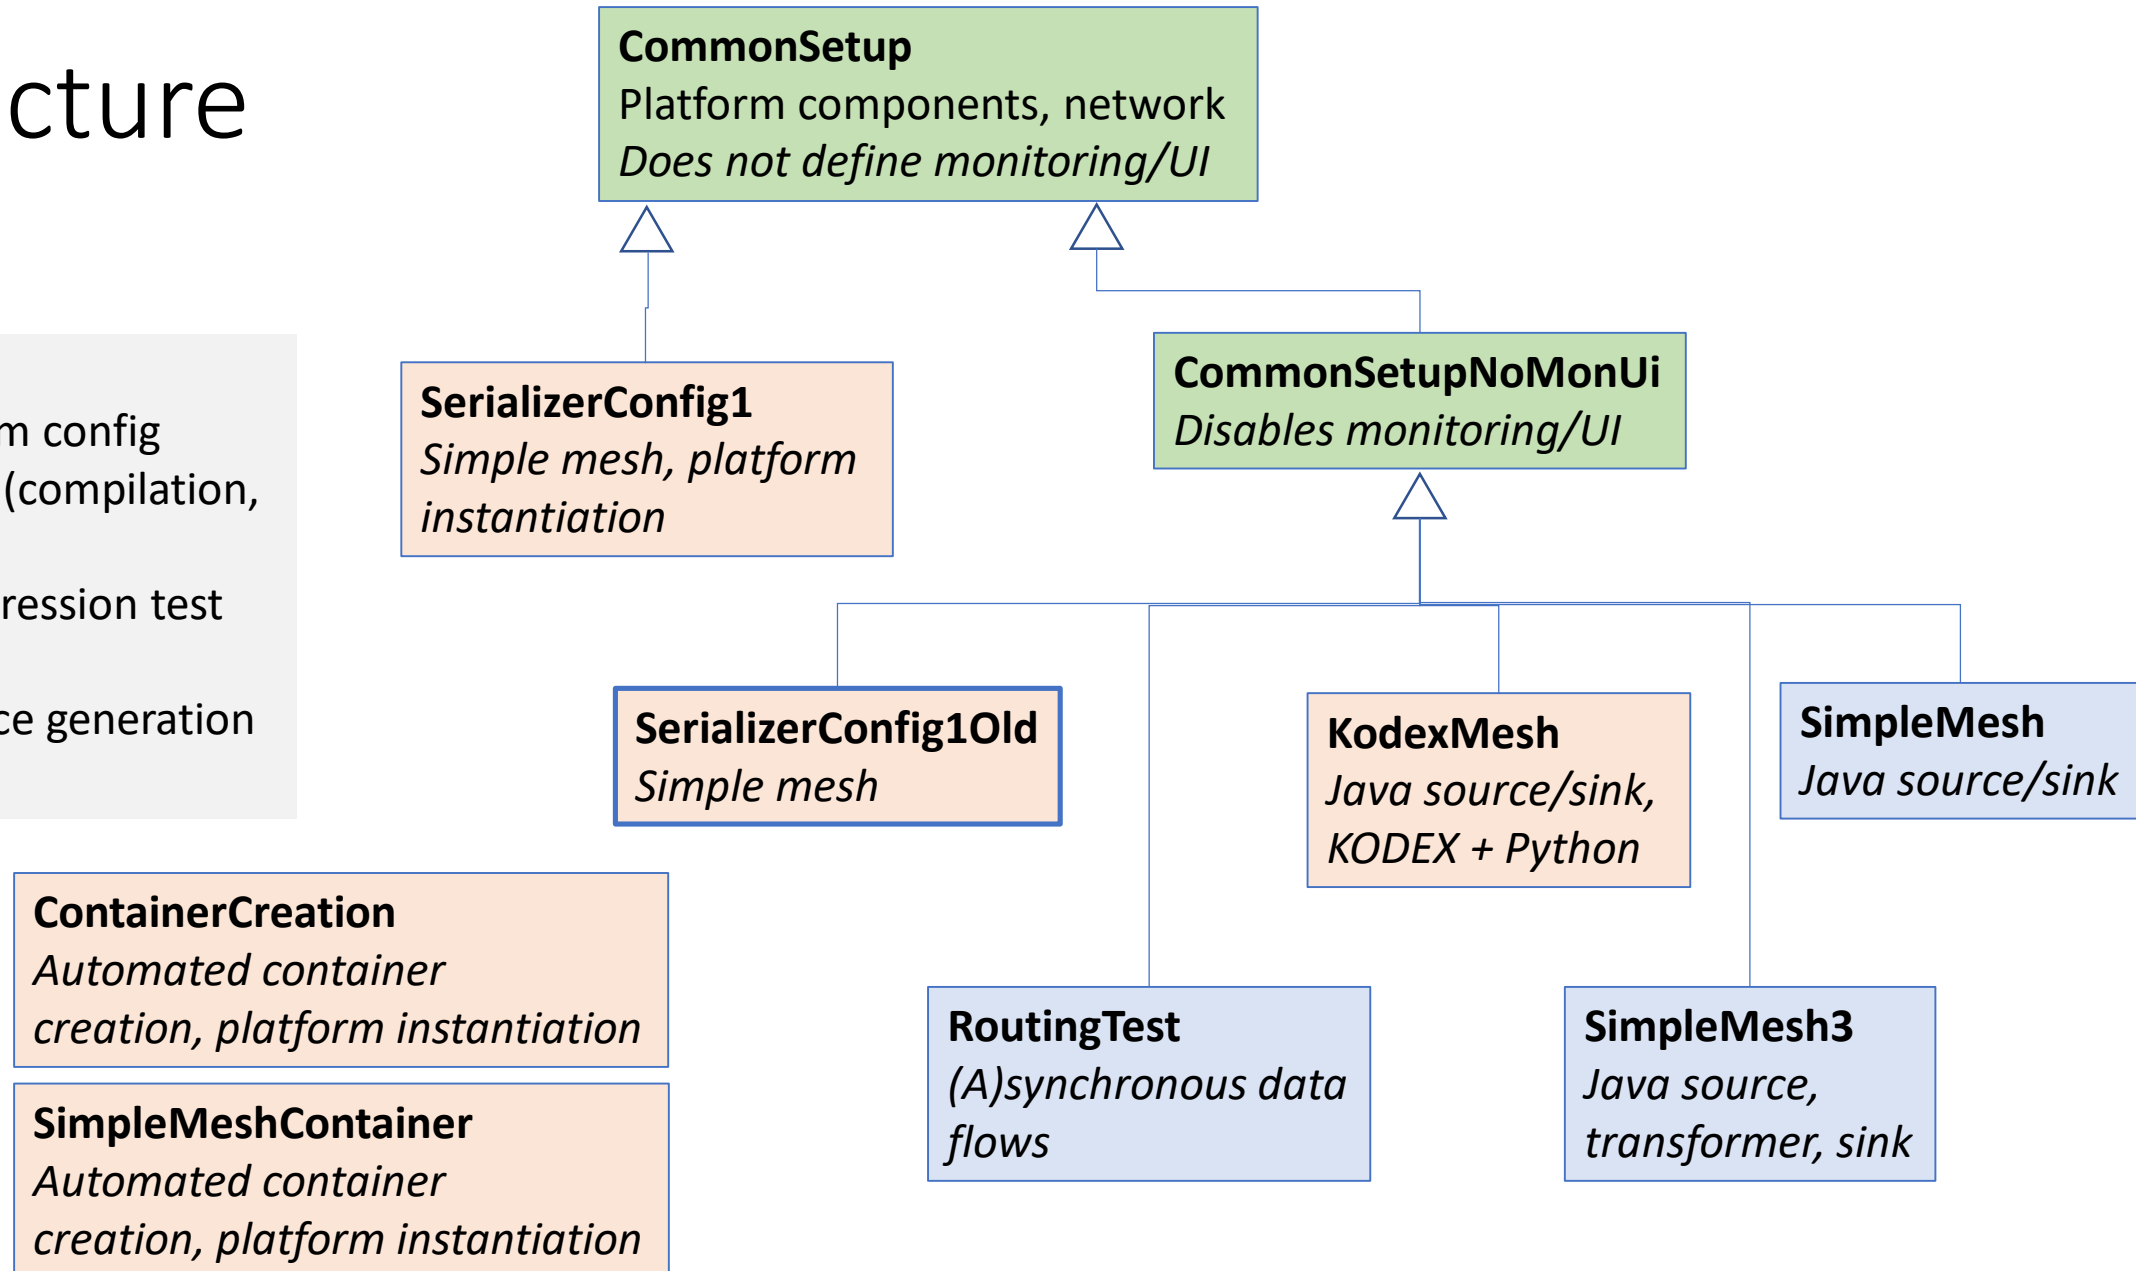 cture
CommonSetup
Platform components, network
Does not define monitoring/UI
m config
(compilation,
ression test
ce generation
SerializerConfig1
Simple mesh, platform
instantiation
CommonSetupNoMonUi
Disables monitoring/UI
SerializerConfig1Old
Simple mesh
KodexMesh
Java source/sink,
KODEX + Python
SimpleMesh
Java source/sink
ContainerCreation
Automated container
creation, platform instantiation
SimpleMeshContainer
Automated container
creation, platform instantiation
RoutingTest
(A)synchronous data
flows
SimpleMesh3
Java source,
transformer, sink